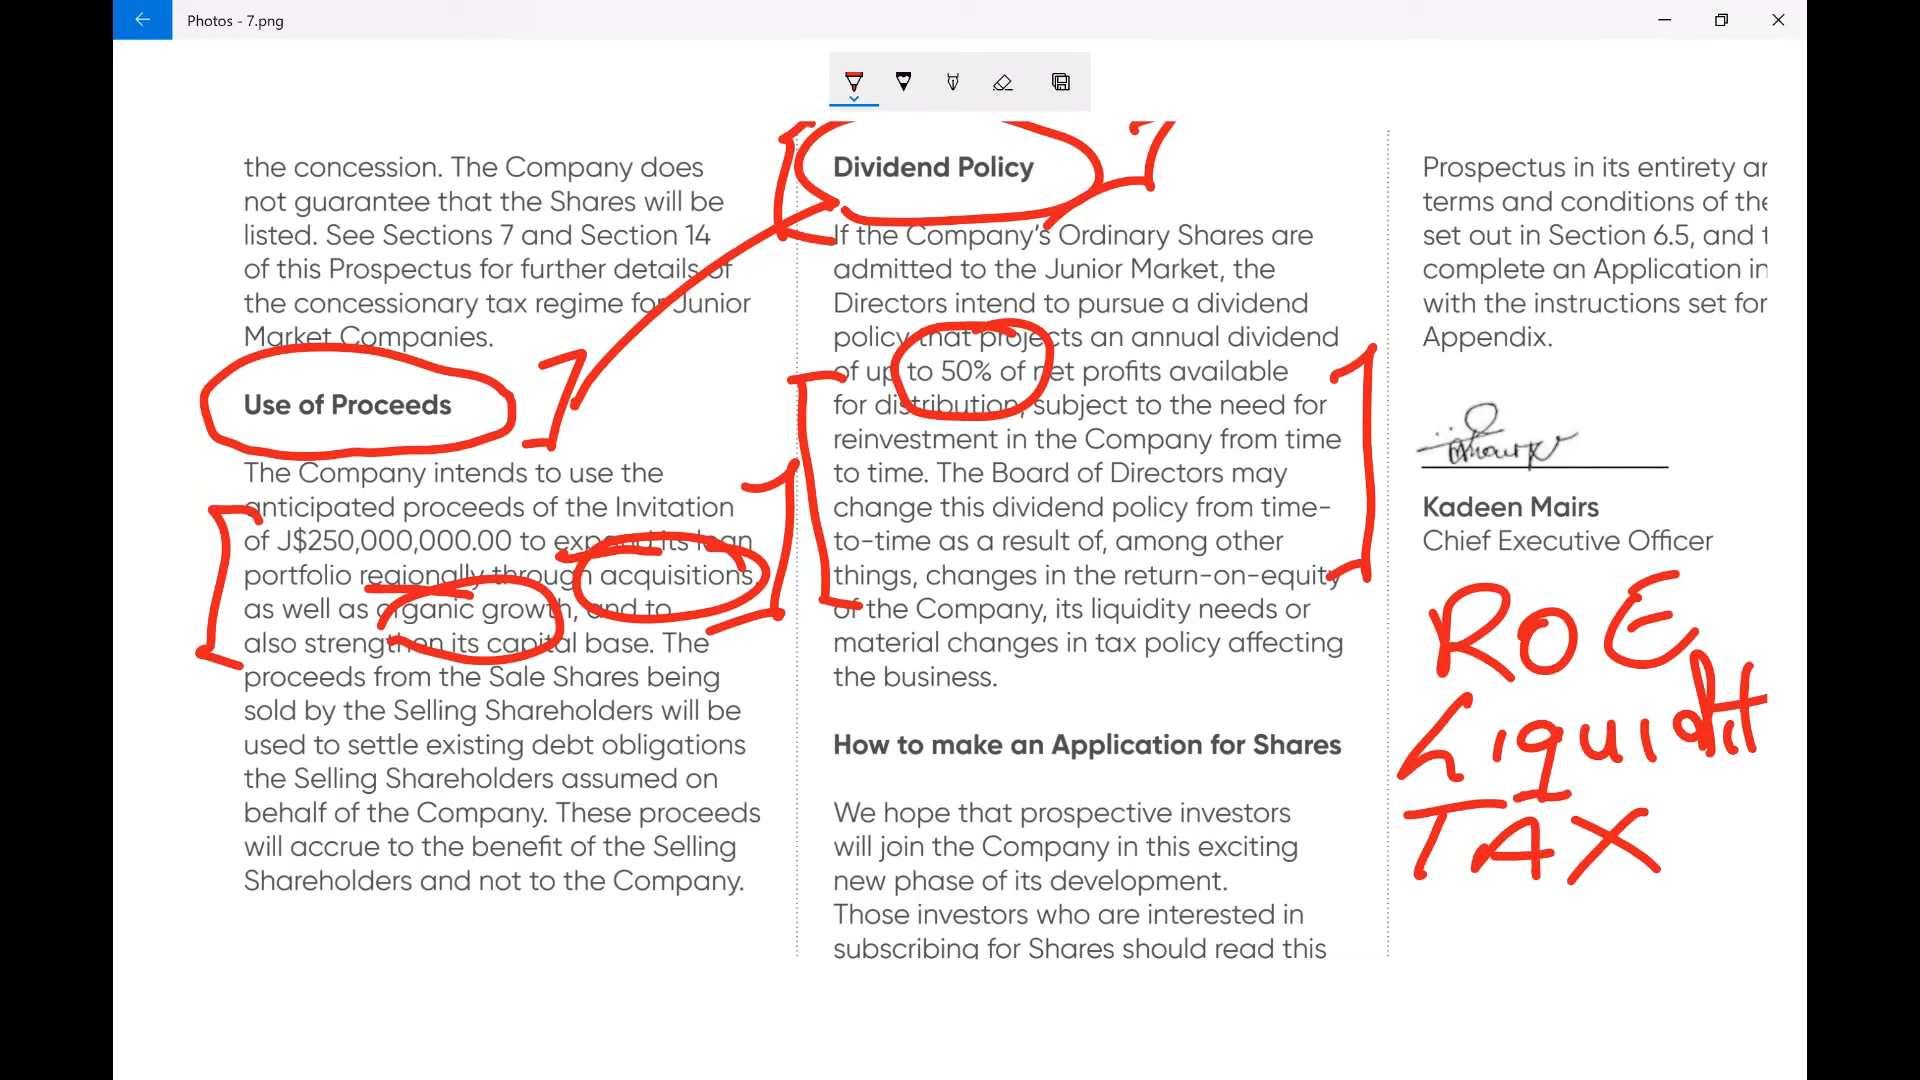 Photos - 7.png
the concession. The Company does
not guarantee that the Shares will be
listed. See Sections 7 and Section 14
of this Prospectus for further details of
the concessionary tax regime for Junior
Market Companies.
Use of Proceeds
The Company intends to use the
anticipated proceeds of the Invitation
of J$250,000,000.00 to expand its loan
portfolio regionally through acquisitions,
as well as organic growth, and to
also strengthen its capital base. The
proceeds from the Sale Shares being
sold by the Selling Shareholders will be
used to settle existing debt obligations
the Selling Shareholders assumed on
behalf of the Company. These proceeds
will accrue to the benefit of the Selling
Shareholders and not to the Company.
Dividend Policy
If the Company's Ordinary Shares are
admitted to the Junior Market, the
Directors intend to pursue a dividend
policy that projects an annual dividend
of up to 50% of net profits available
for distribution, subject to the need for
reinvestment in the Company from time
to time. The Board of Directors may
change this dividend policy from time-
to-time as a result of, among other
things, changes in the return-on-equity
of the Company, its liquidity needs or
material changes in tax policy affecting
the business.
How to make an Application for Shares
We hope that prospective investors
will join the Company in this exciting
new phase of its development.
Those investors who are interested in
subscribing for Shares should read this
Prospectus in its entirety ar
terms and conditions of the
set out in Section 6.5, and t
complete an Application in
with the instructions set for
Appendix.
Kadeen Mairs
Chief Executive Officer
ROE
Liquidit
TAX